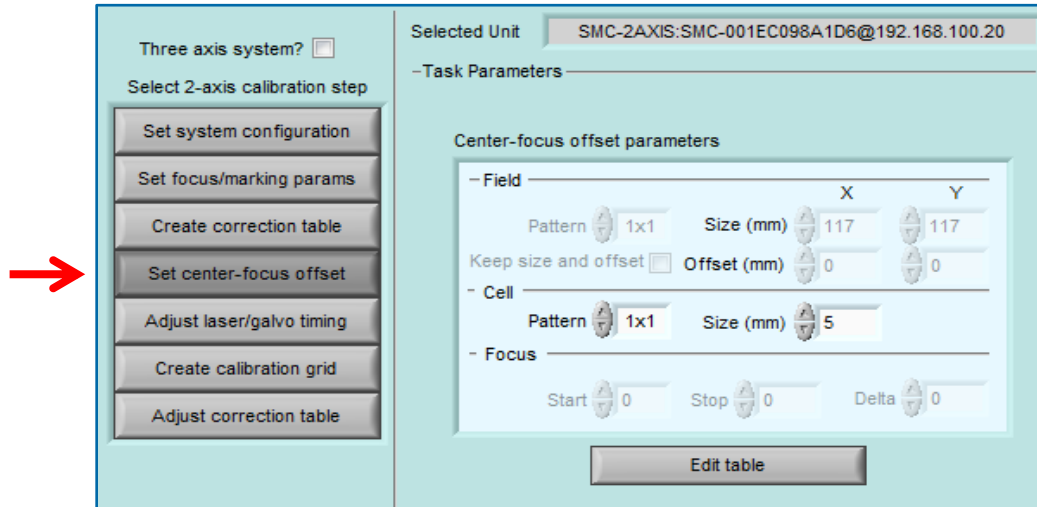 Three axis system?
Select 2-axis calibration step
Set system configuration
Set focus/marking params
Create correction table
Set center-focus offset
Adjust laser/galvo timing
Create calibration grid
Adjust correction table
Selected Unit SMC-2AXIS:SMC-001EC098A1D6@192.168.100.20
Task Parameters
Center-focus offset parameters
Field
X Y
Pattern 1x1 Size (mm) 117 117
Keep size and offset Offset (mm) 0 0
Cell
Pattern 1x1 Size (mm) 5
Focus
Start 0 Stop 0 Delta 0
Edit table